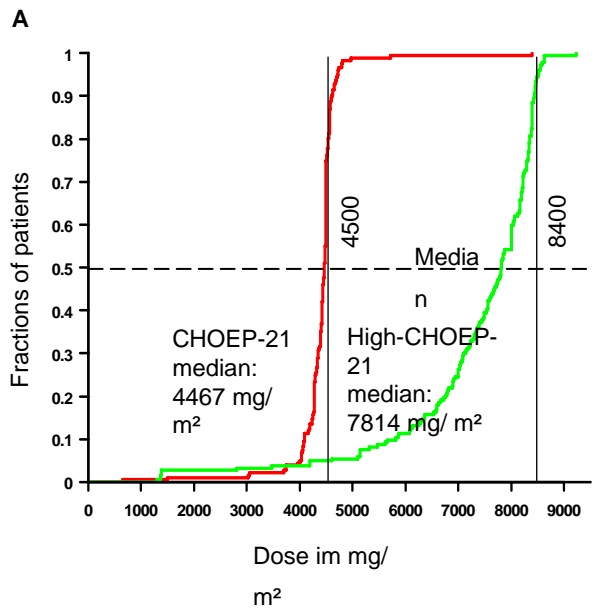 A
1
0.9
0.8
0.7
0.6
0.5
0.4
0.3
0.2
0.1
0
Fractions of patients
4500
8400
Media
n
CHOEP-21
median:
4467 mg/
m²
High-CHOEP-
21
median:
7814 mg/ m²
0 1000 2000 3000 4000 5000 6000 7000 8000 9000
Dose im mg/
m²